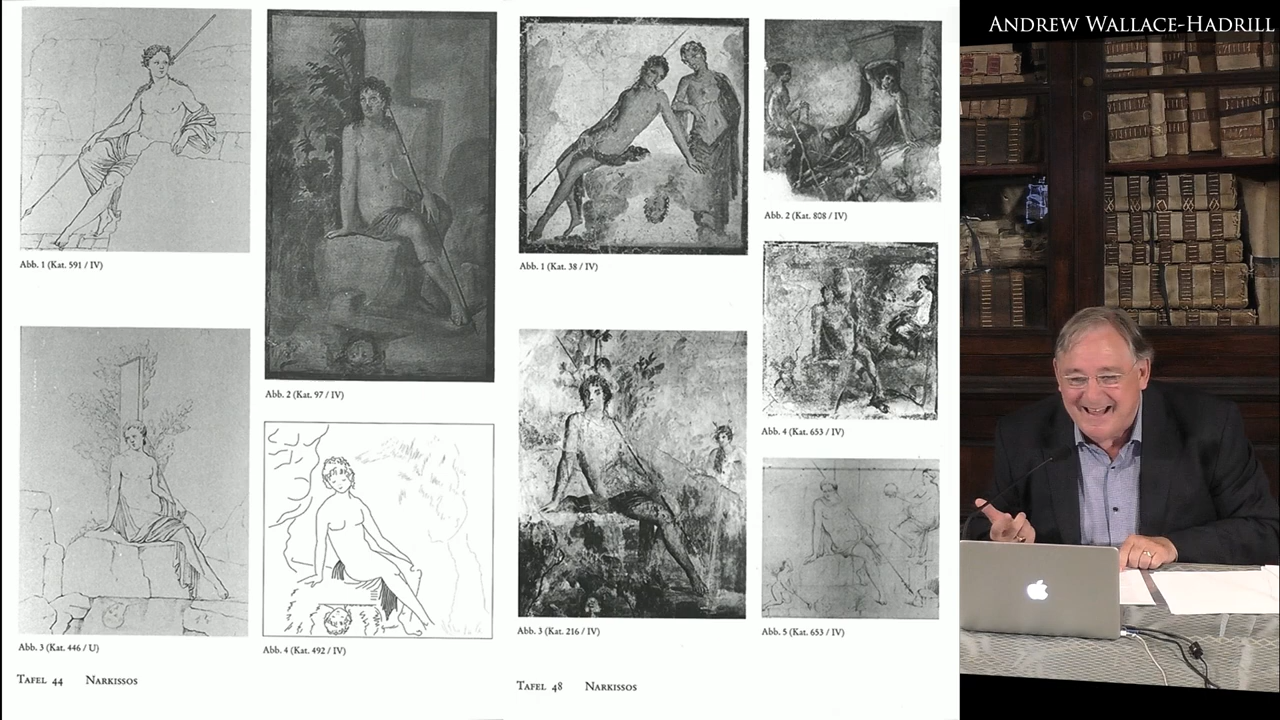 ANDREW WALLACE-HADRILL
Abb. 1 (Kat. 591 / IV)
Abb. 2 (Kat. 97 / IV)
Abb. 3 (Kat. 446 / U)
Abb. 4 (Kat. 492 / IV)
TAFEL 44 NARKISSOS
Abb. 1 (Kat. 38 / IV)
Abb. 2 (Kat. 808 / IV)
Abb. 4 (Kat. 653 / IV)
Abb. 3 (Kat. 216 / IV)
Abb. 5 (Kat. 653 / IV)
TAFEL 48 NARKISSOS